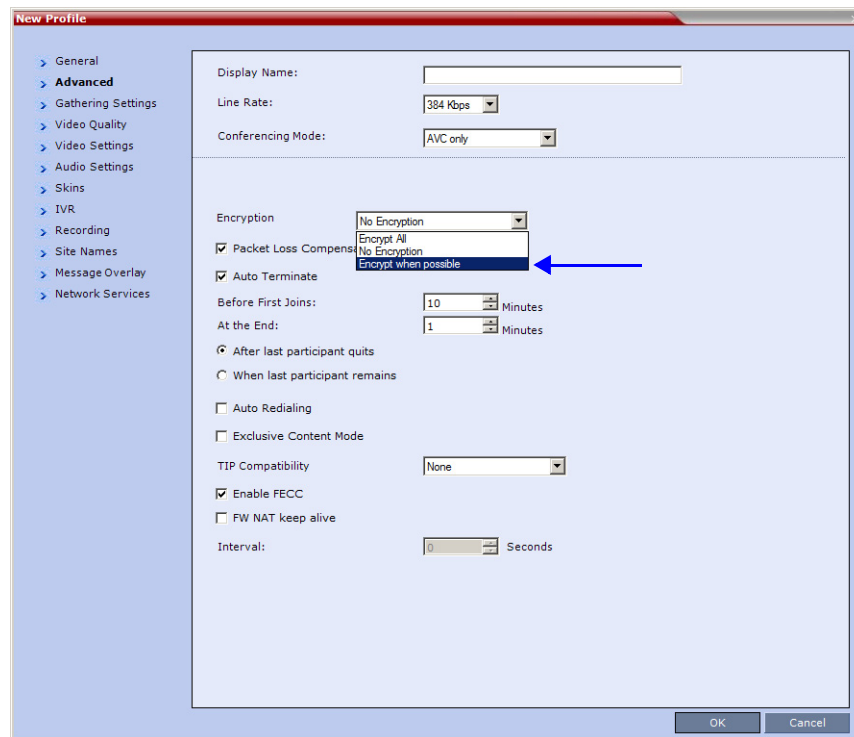 New Profile
General
Advanced
Gathering Settings
Video Quality
Video Settings
Audio Settings
Skins
IVR
Recording
Site Names
Message Overlay
Network Services
Display Name:
Line Rate: 384 Kbps
Conferencing Mode: AVC only
Encryption No Encryption
Encrypt All
Packet Loss Compensa No Encryption
Encrypt when possible
Auto Terminate
Before First Joins: 10 Minutes
At the End: 1 Minutes
After last participant quits
When last participant remains
Auto Redialing
Exclusive Content Mode
TIP Compatibility None
Enable FECC
FW NAT keep alive
Interval: 0 Seconds
OK Cancel